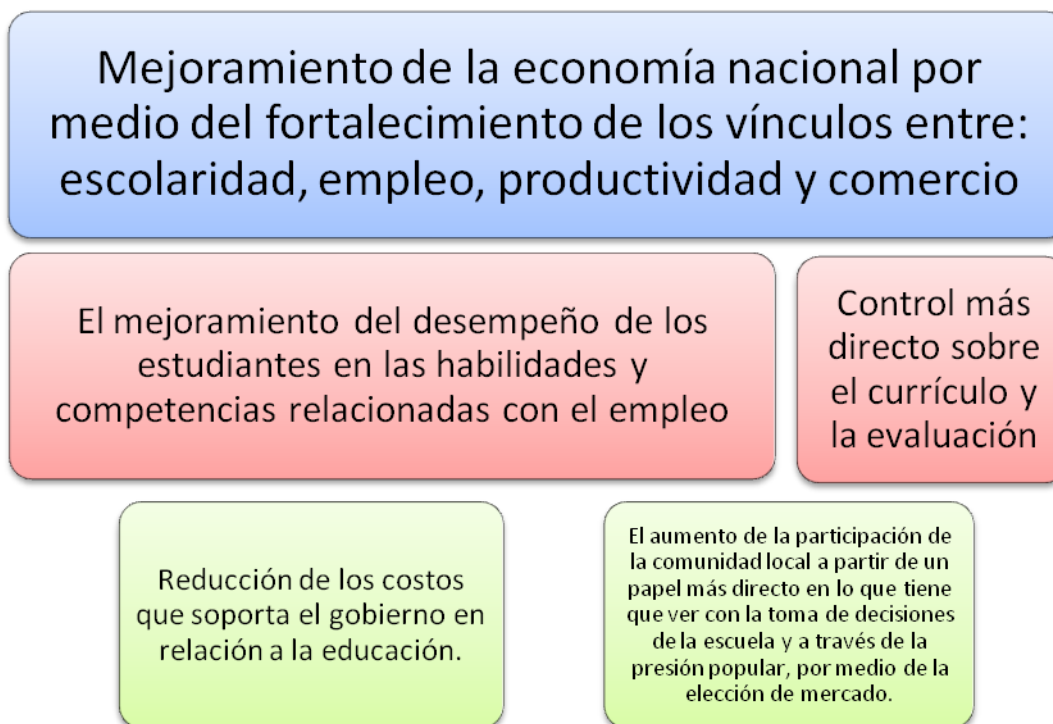 Mejoramiento de la economía nacional por
medio del fortalecimiento de los vínculos entre:
escolaridad, empleo, productividad y comercio
El mejoramiento del desempeño de los
estudiantes en las habilidades y
competencias relacionadas con el empleo
Control más
directo sobre
el currículo y
la evaluación
Reducción de los costos
que soporta el gobierno en
relación a la educación.
El aumento de la participación de
la comunidad local a partir de un
papel más directo en lo que tiene
que ver con la toma de decisiones
de la escuela y a través de la
presión popular, por medio de la
elección de mercado.